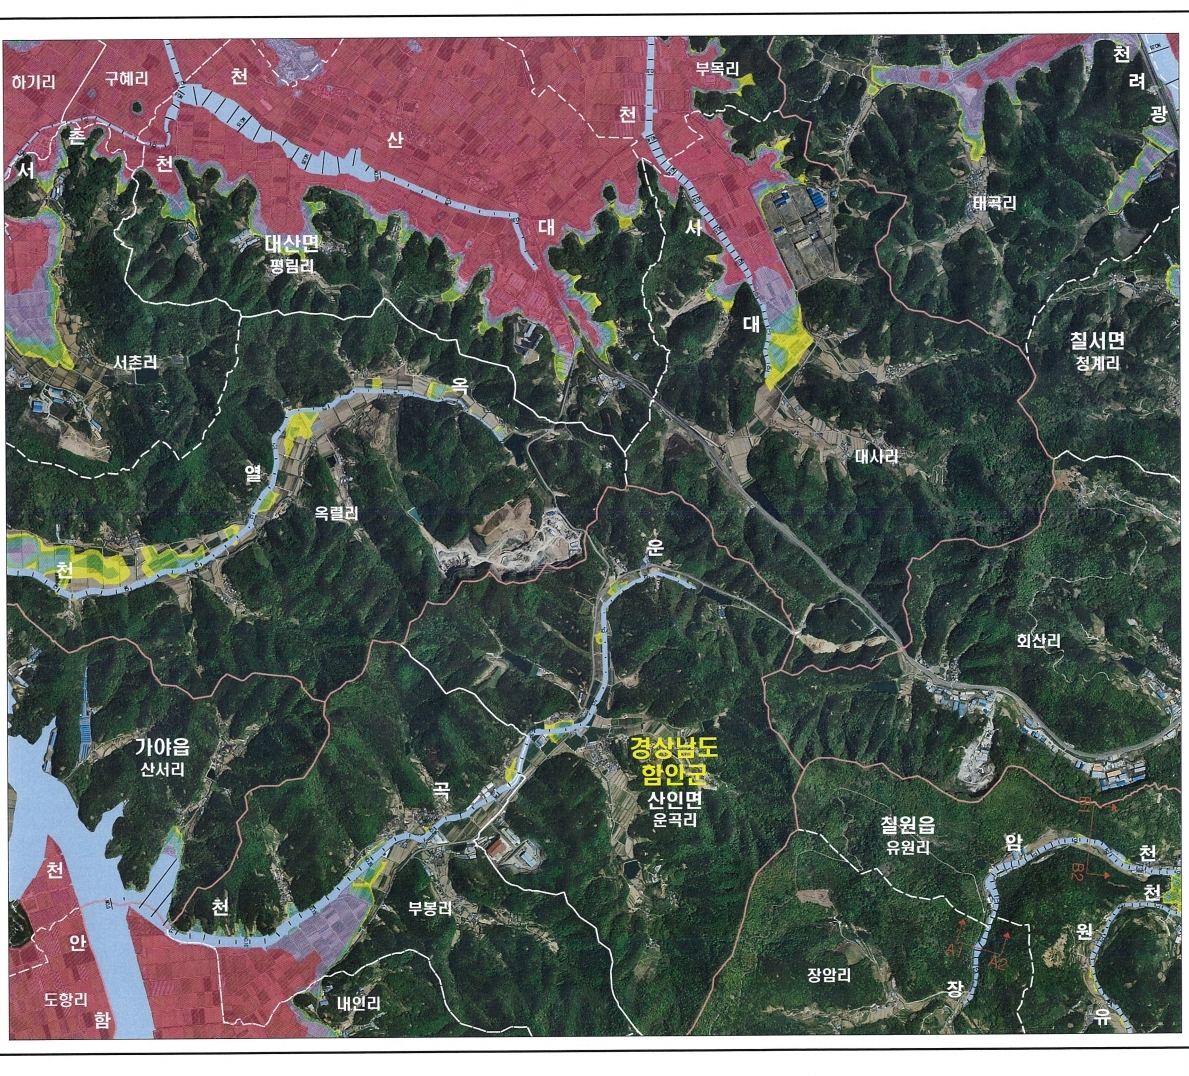 하기리
구혜리
천
부목리
천
려
광
촌
서
천
산
천
태곡리
대산면
평림리
대
서
대
서촌리
칠서면
청계리
옥
열
옥렬리
대사리
천
운
회산리
가야읍
산서리
경상남도
함안군
산인면
운곡리
곡
칠원읍
유원리
암
천
B1
B2
천
천
천
부봉리
원
안
A1
A2
장암리
장
도항리
함
내인리
유